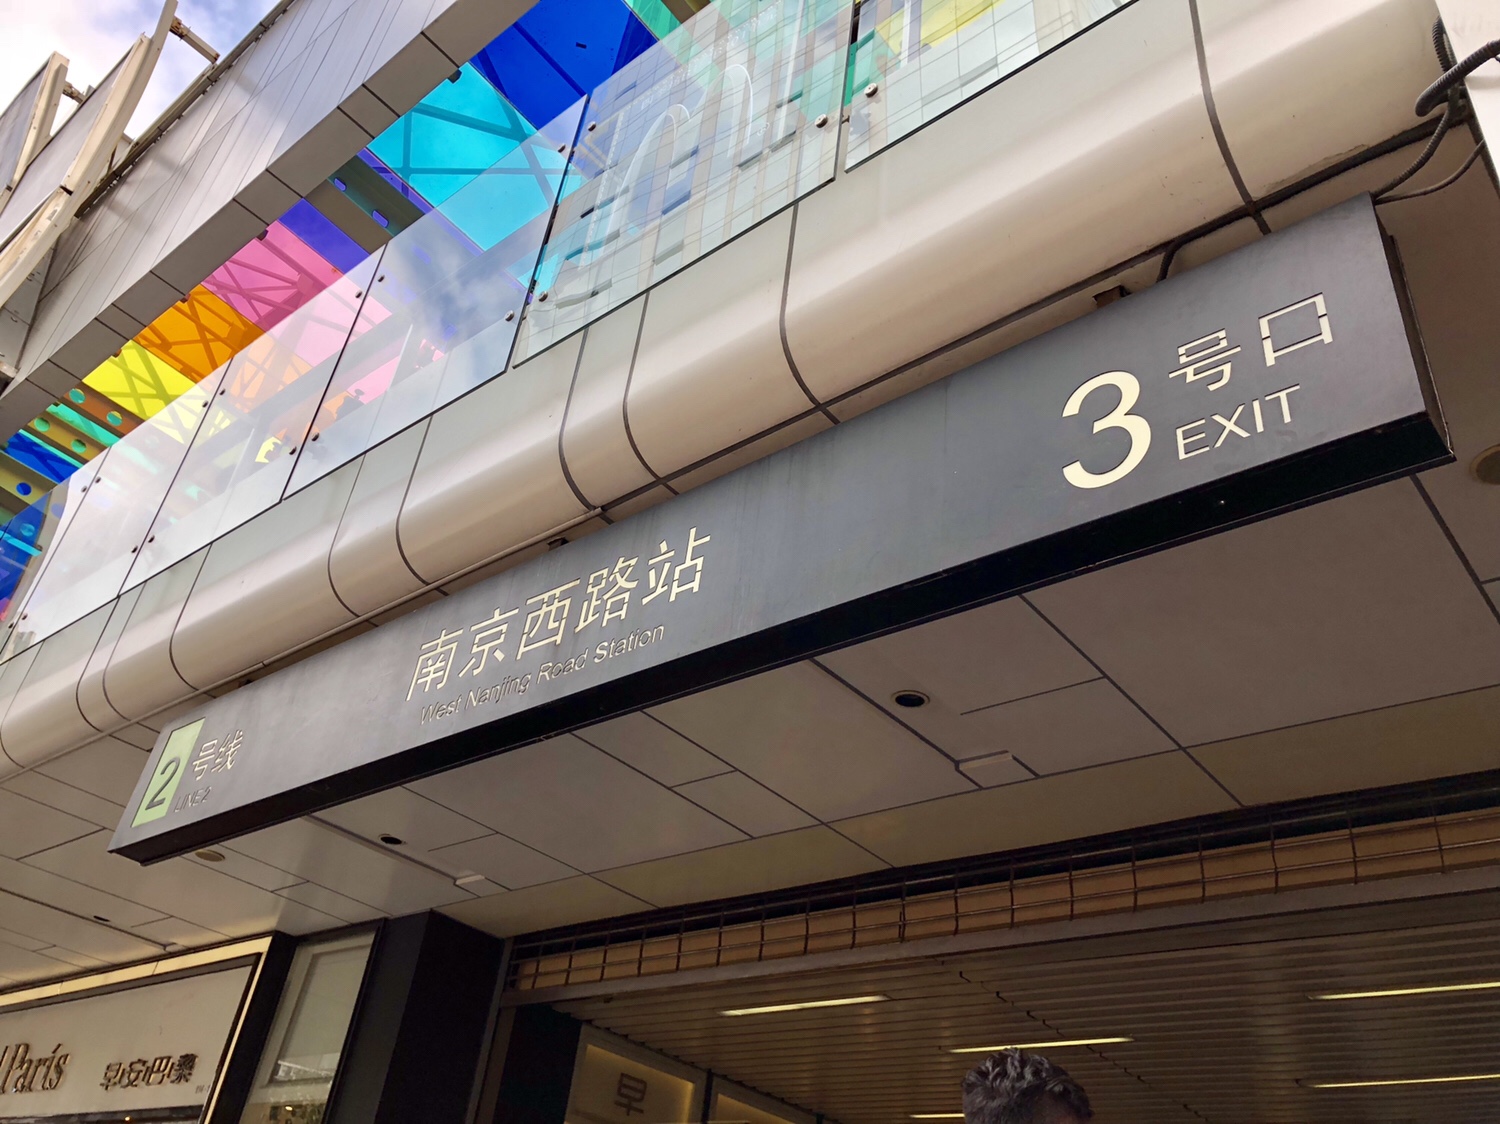 2 号线
LINE 2
南京西路站
West Nanjing Road Station
3 号口
EXIT
Paris
早安巴黎
早